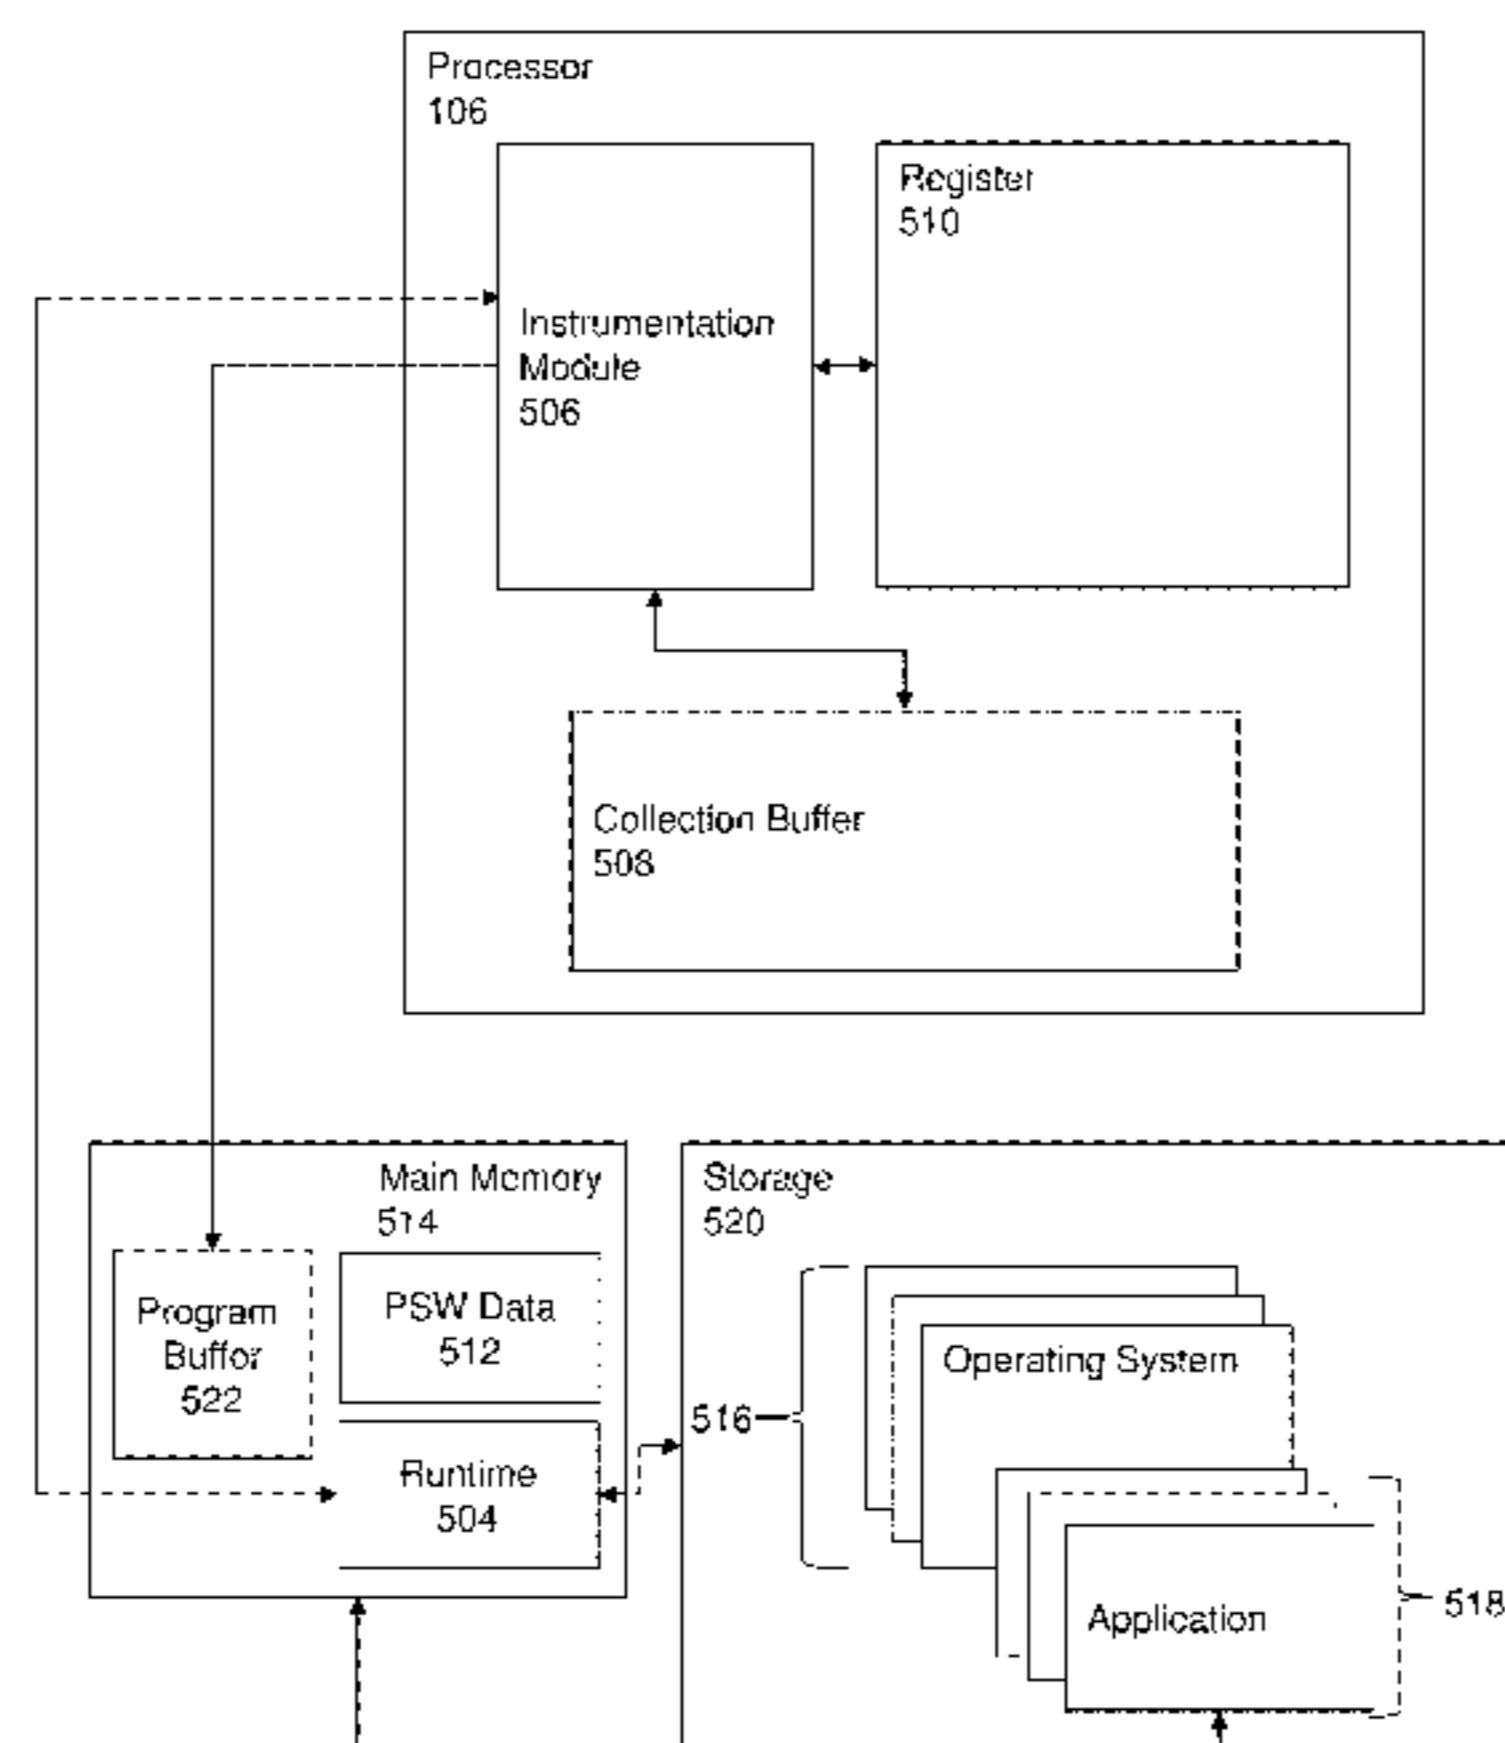 Processor
106
Register
510
Instrumentation
Module
506
Collection Buffer
508
Main Memory
514
Program
Buffer
522
PSW Data
512
Runtime
504
Storage
520
516
Operating System
Application
518